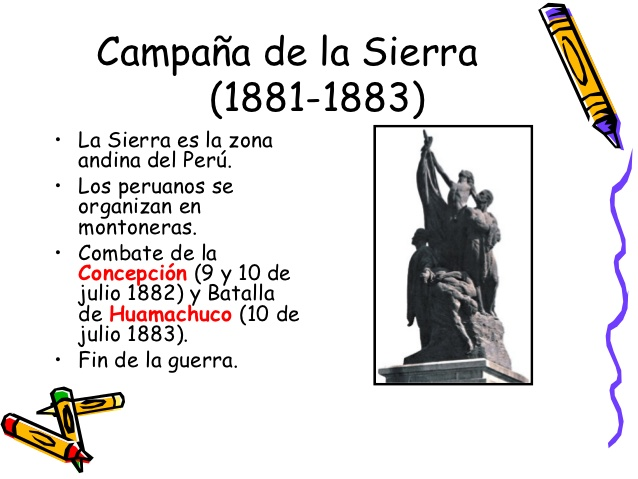 Campaña de la Sierra
(1881-1883)
• La Sierra es la zona
andina del Perú.
• Los peruanos se
organizan en
montoneras.
• Combate de la
Concepción (9 y 10 de
julio 1882) y Batalla
de Huamachuco (10 de
julio 1883).
• Fin de la guerra.